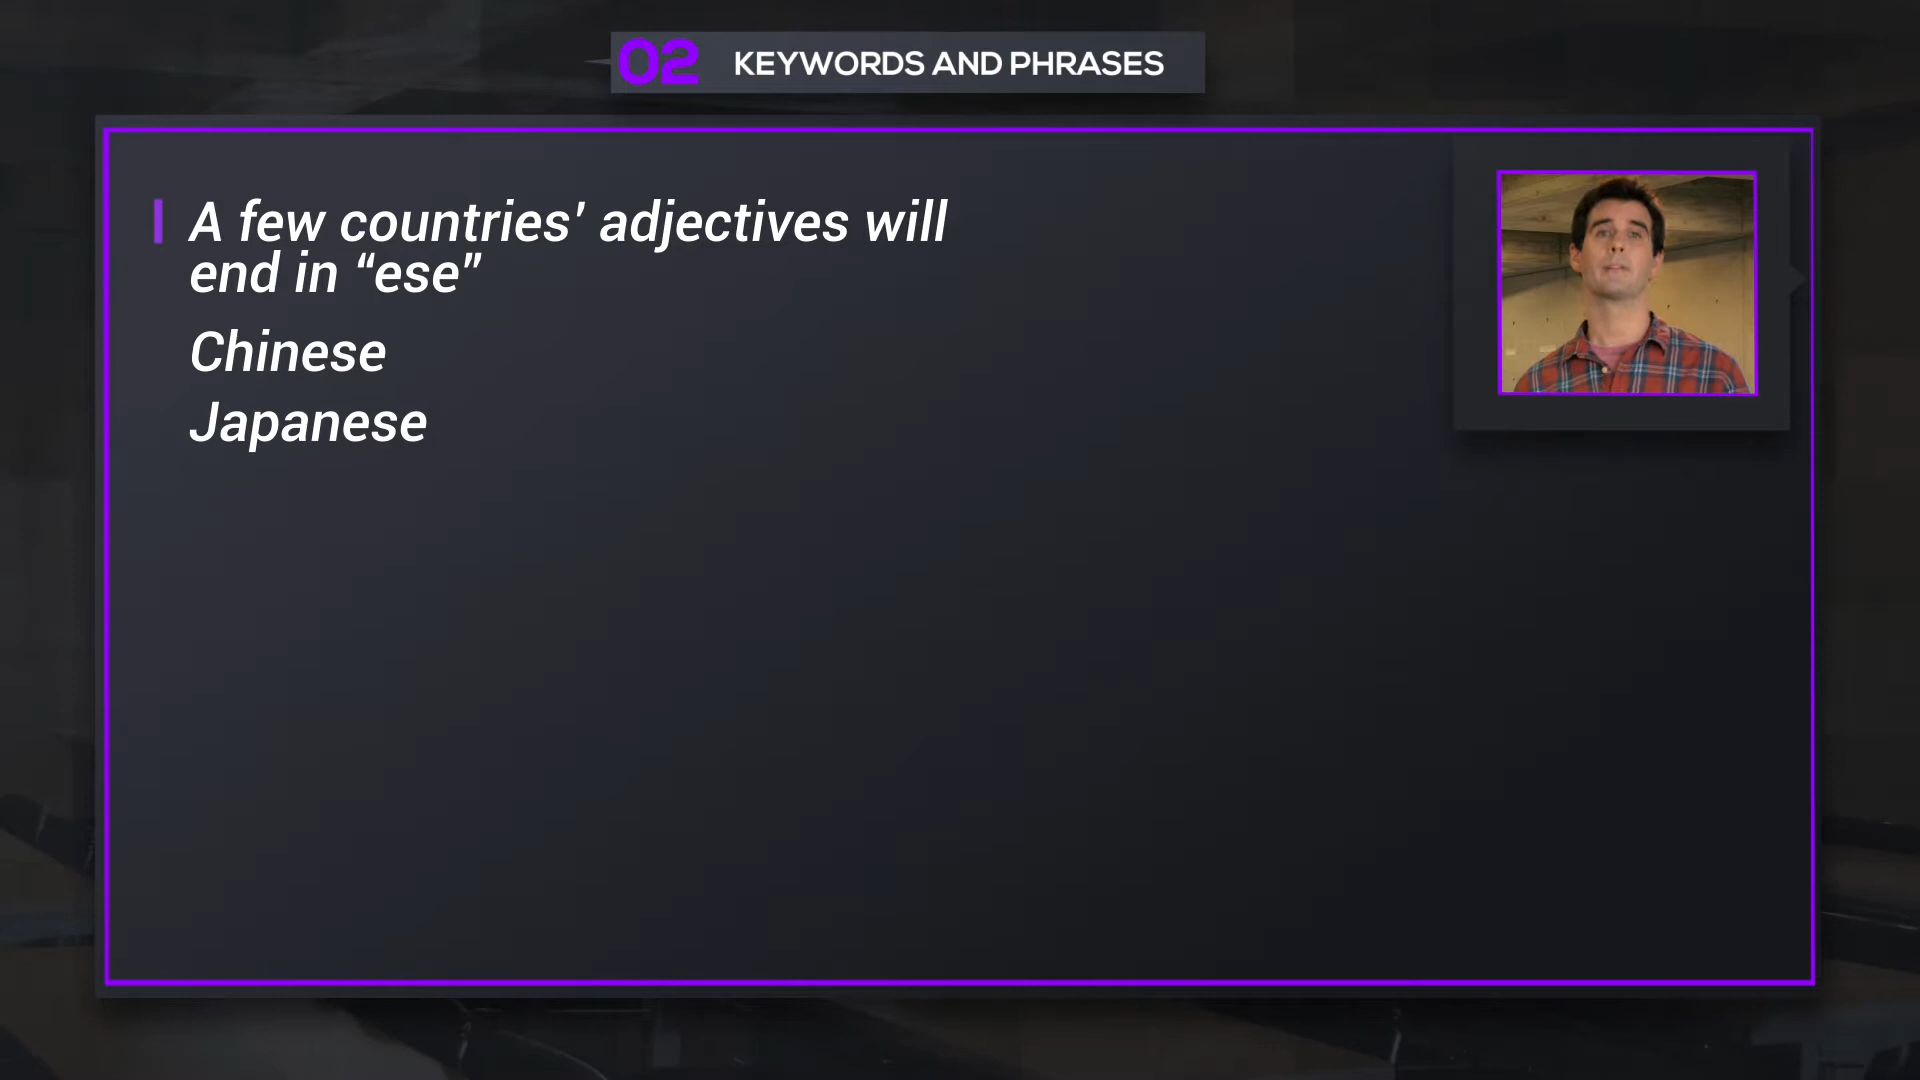 02 KEYWORDS AND PHRASES
A few countries’ adjectives will
end in “ese”
Chinese
Japanese